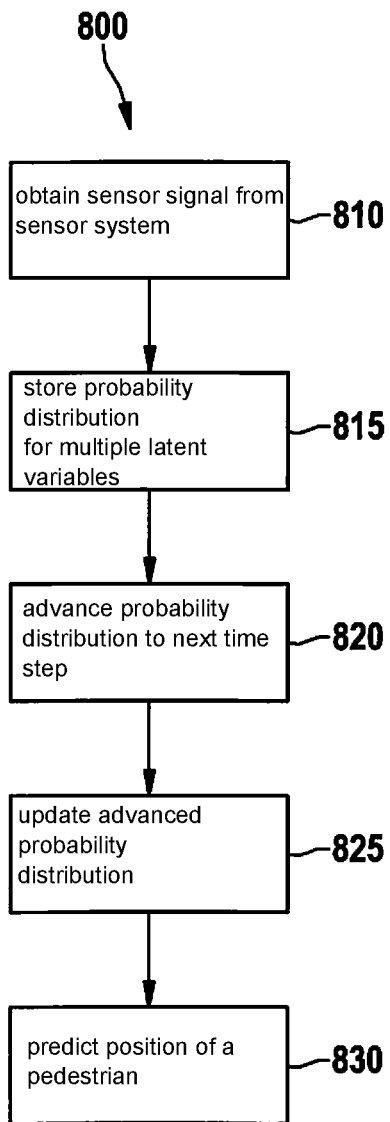 800
obtain sensor signal from
sensor system
810
store probability
distribution
for multiple latent
variables
815
advance probability
distribution to next time
step
820
update advanced
probability
distribution
825
predict position of a
pedestrian
830